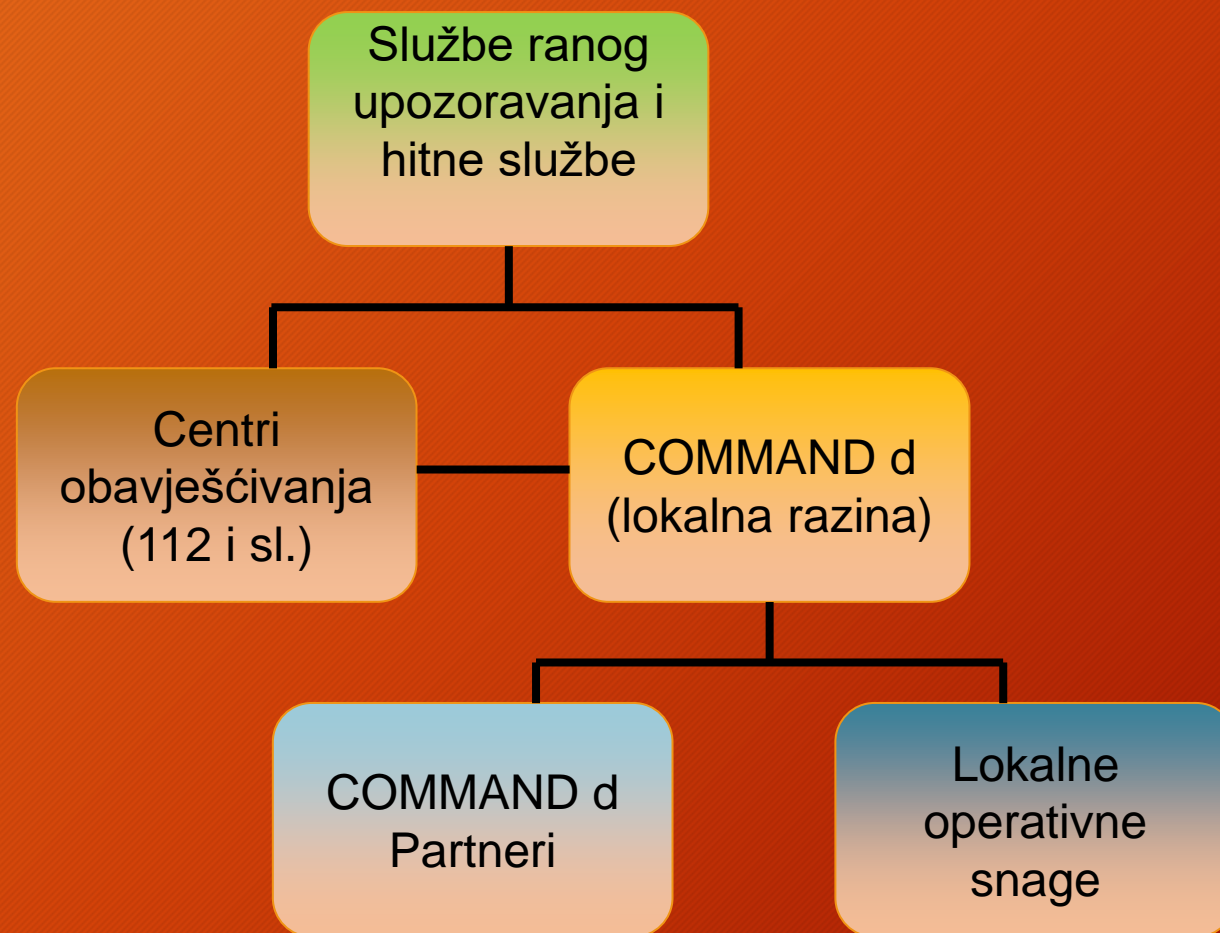 Službe ranog
upozoravanja i
hitne službe
Centri
obavješćivanja
(112 i sl.)
COMMAND d
(lokalna razina)
COMMAND d
Partneri
Lokalne
operativne
snage